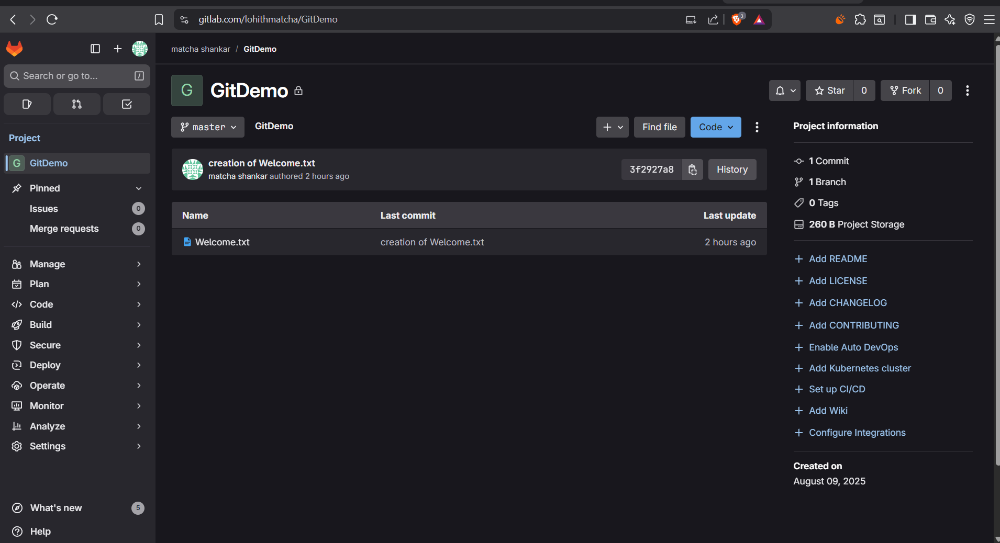 gitlab.com/lohithmatcha/GitDemo
3
Search or go to...
/
Project
G GitDemo
Pinned
Issues 0
Merge requests 0
Manage
Plan
Code
Build
Secure
Deploy
Operate
Monitor
Analyze
Settings
What's new 5
Help
matcha shankar / GitDemo
G
GitDemo
Star 0
Fork 0
master
GitDemo
Find file
Code
creation of Welcome.txt
matcha shankar authored 2 hours ago
3f2927a8
History
Name Last commit Last update
Welcome.txt creation of Welcome.txt 2 hours ago
Project information
1 Commit
1 Branch
0 Tags
260 B Project Storage
Add README
Add LICENSE
Add CHANGELOG
Add CONTRIBUTING
Enable Auto DevOps
Add Kubernetes cluster
Set up CI/CD
Add Wiki
Configure Integrations
Created on
August 09, 2025